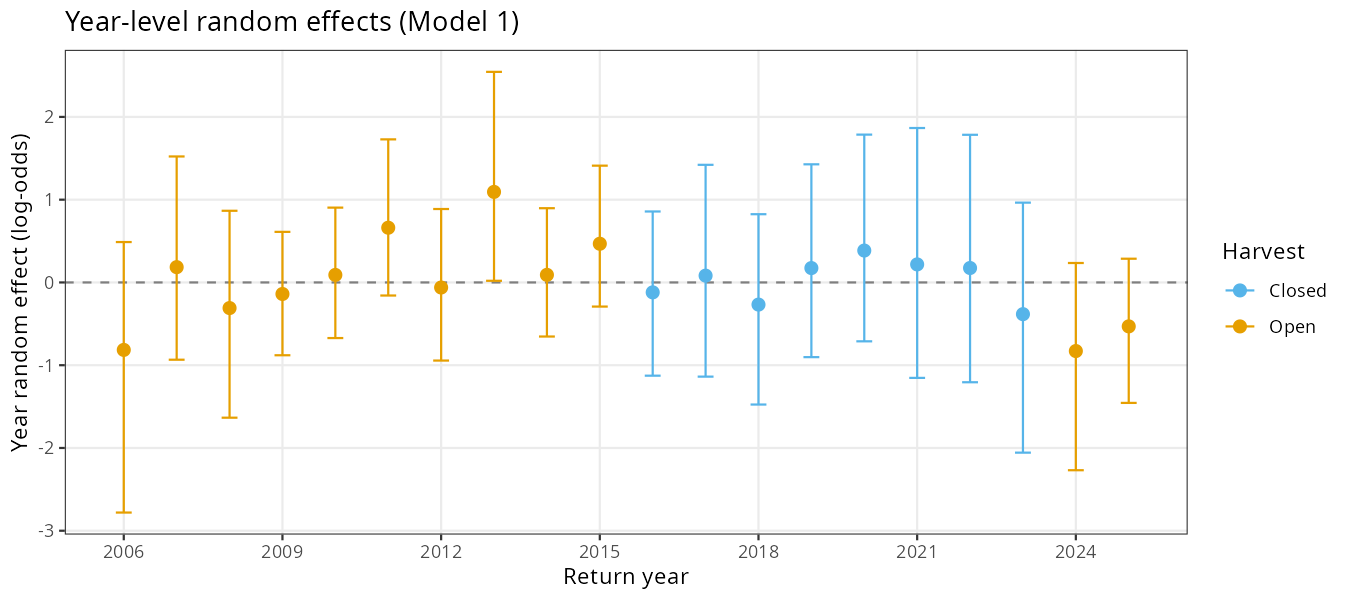 Year-level random effects (Model 1)
Year random effect (log-odds)
2
1
0
-1
-2
-3
2006
2009
2012
2015
2018
2021
2024
Return year
Harvest
Closed
Open